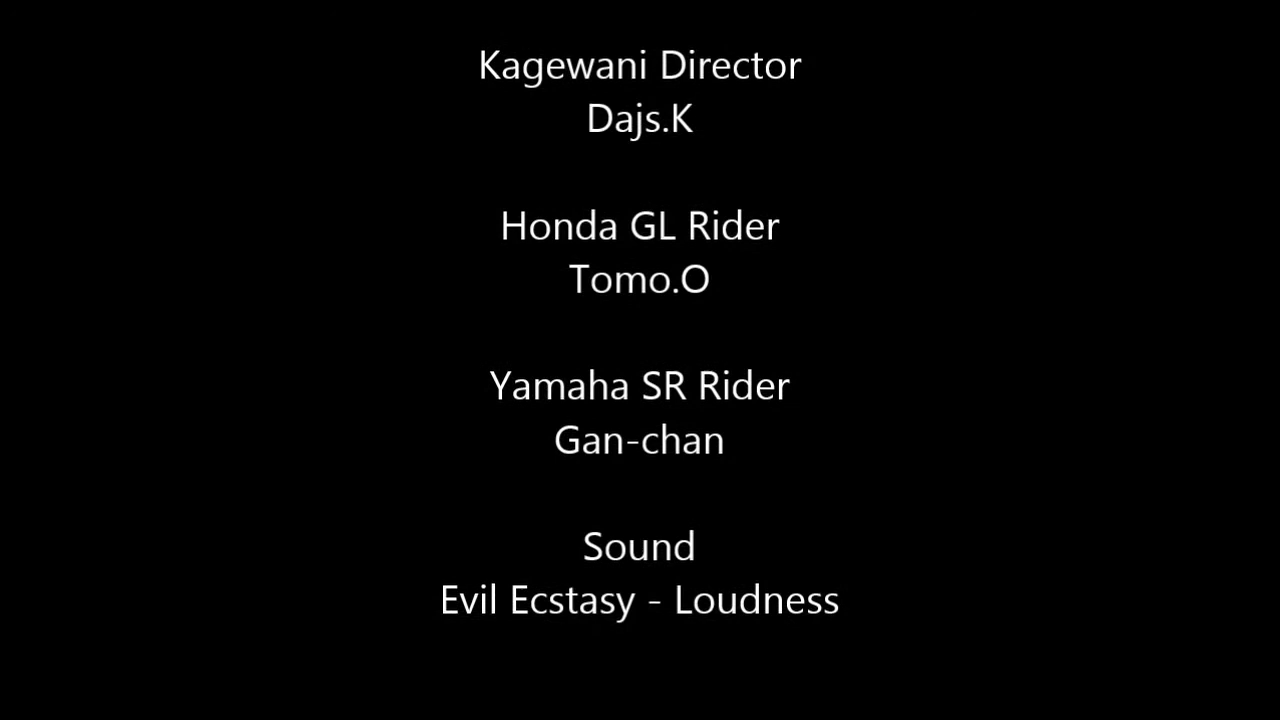 Kagewani Director
Dajs.K
Honda GL Rider
Tomo.O
Yamaha SR Rider
Gan-chan
Sound
Evil Ecstasy - Loudness